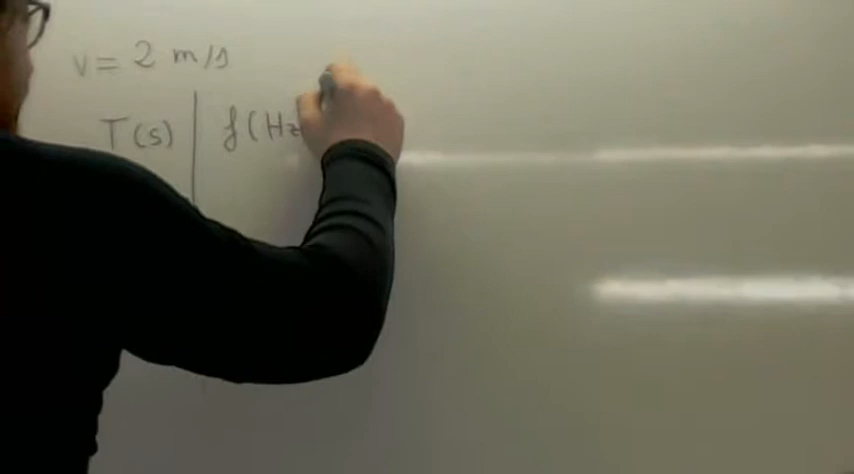 v = 2 m/s
T(s) | f(Hz